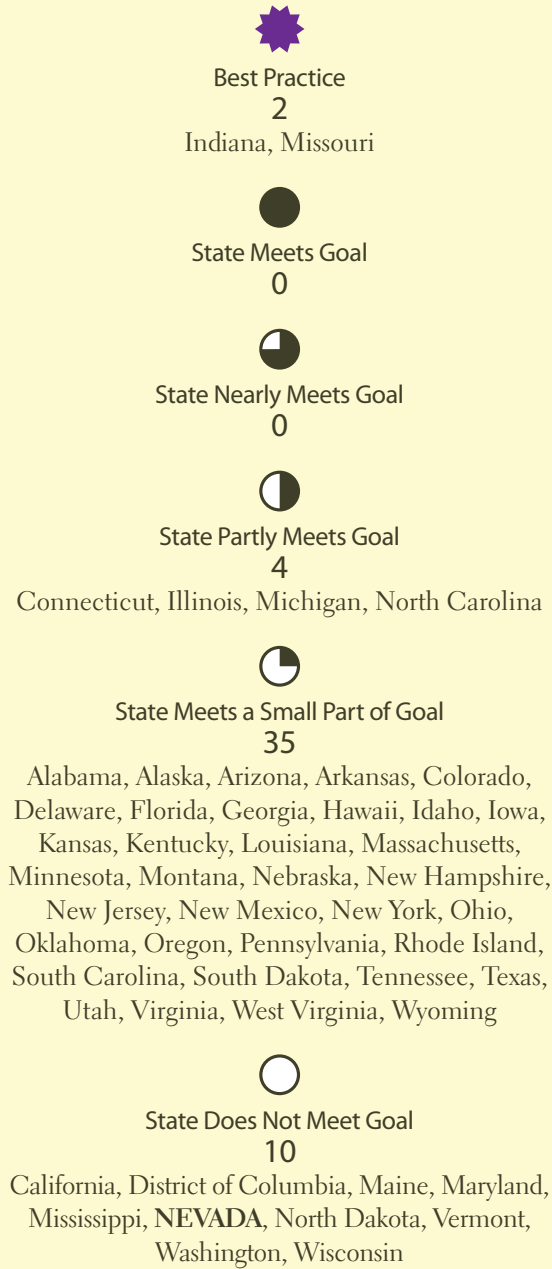 Best Practice
2
Indiana, Missouri
State Meets Goal
0
State Nearly Meets Goal
0
State Partly Meets Goal
4
Connecticut, Illinois, Michigan, North Carolina
State Meets a Small Part of Goal
35
Alabama, Alaska, Arizona, Arkansas, Colorado,
Delaware, Florida, Georgia, Hawaii, Idaho, Iowa,
Kansas, Kentucky, Louisiana, Massachusetts,
Minnesota, Montana, Nebraska, New Hampshire,
New Jersey, New Mexico, New York, Ohio,
Oklahoma, Oregon, Pennsylvania, Rhode Island,
South Carolina, South Dakota, Tennessee, Texas,
Utah, Virginia, West Virginia, Wyoming
State Does Not Meet Goal
10
California, District of Columbia, Maine, Maryland,
Mississippi, NEVADA, North Dakota, Vermont,
Washington, Wisconsin